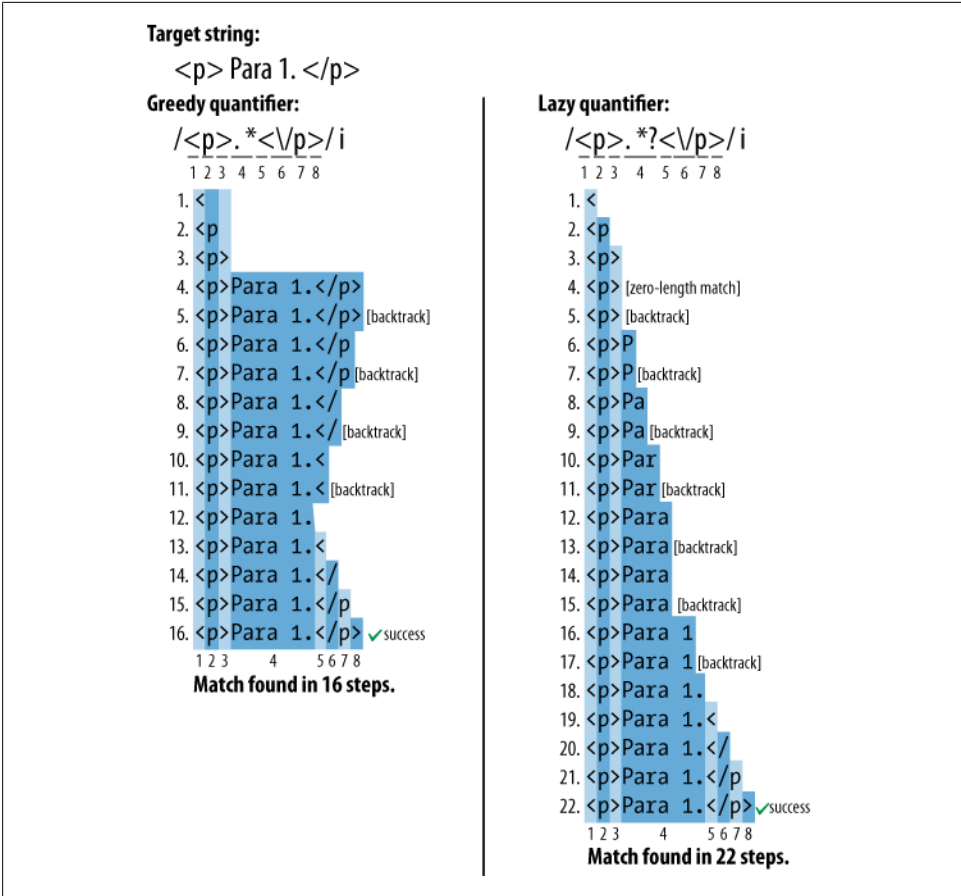 Target string:
<p> Para 1. </p>
Greedy quantifier:
/<p>. *<\/p>/ i
1 2 3 4 5 6 7 8
1. <
2. <p
3. <p>
4. <p>Para 1.</p>
5. <p>Para 1.</p> [backtrack]
6. <p>Para 1.</p
7. <p>Para 1.</p [backtrack]
8. <p>Para 1.</
9. <p>Para 1.</ [backtrack]
10. <p>Para 1.<
11. <p>Para 1.< [backtrack]
12. <p>Para 1.
13. <p>Para 1.<
14. <p>Para 1.</
15. <p>Para 1.</p
16. <p>Para 1.</p> ✓success
1 2 3 4 5 6 7 8
Match found in 16 steps.
Lazy quantifier:
/<p>. *?<\/p>/ i
1 2 3 4 5 6 7 8
1. <
2. <p
3. <p>
4. <p> [zero-length match]
5. <p> [backtrack]
6. <p>P
7. <p>P [backtrack]
8. <p>Pa
9. <p>Pa [backtrack]
10. <p>Par
11. <p>Par [backtrack]
12. <p>Para
13. <p>Para [backtrack]
14. <p>Para
15. <p>Para [backtrack]
16. <p>Para 1
17. <p>Para 1 [backtrack]
18. <p>Para 1.
19. <p>Para 1.<
20. <p>Para 1.</
21. <p>Para 1.</p
22. <p>Para 1.</p> ✓success
1 2 3 4 5 6 7 8
Match found in 22 steps.